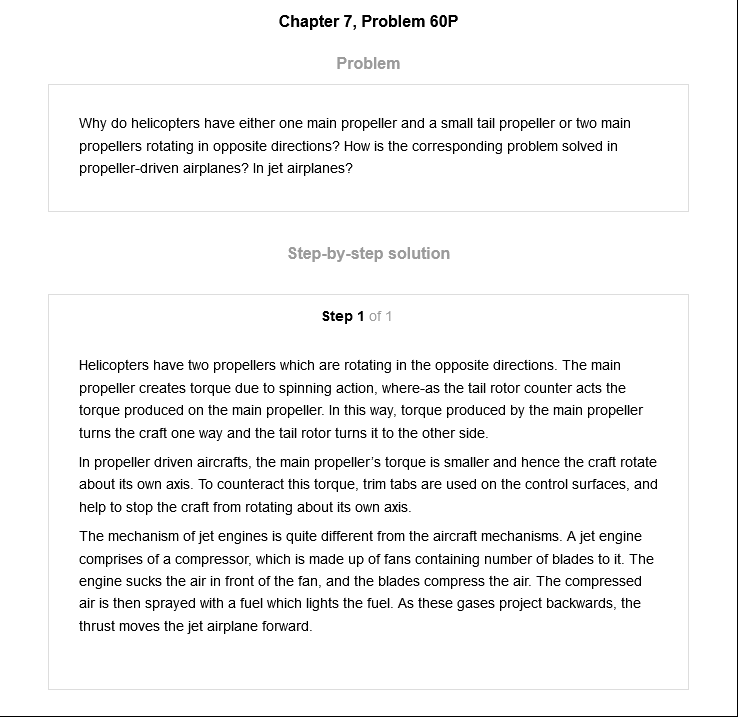 Chapter 7, Problem 60P
Problem
Why do helicopters have either one main propeller and a small tail propeller or two main
propellers rotating in opposite directions? How is the corresponding problem solved in
propeller-driven airplanes? In jet airplanes?
Step-by-step solution
Step 1 of 1
Helicopters have two propellers which are rotating in the opposite directions. The main
propeller creates torque due to spinning action, where-as the tail rotor counter acts the
torque produced on the main propeller. In this way, torque produced by the main propeller
turns the craft one way and the tail rotor turns it to the other side.
In propeller driven aircrafts, the main propeller's torque is smaller and hence the craft rotate
about its own axis. To counteract this torque, trim tabs are used on the control surfaces, and
help to stop the craft from rotating about its own axis.
The mechanism of jet engines is quite different from the aircraft mechanisms. A jet engine
comprises of a compressor, which is made up of fans containing number of blades to it. The
engine sucks the air in front of the fan, and the blades compress the air. The compressed
air is then sprayed with a fuel which lights the fuel. As these gases project backwards, the
thrust moves the jet airplane forward.